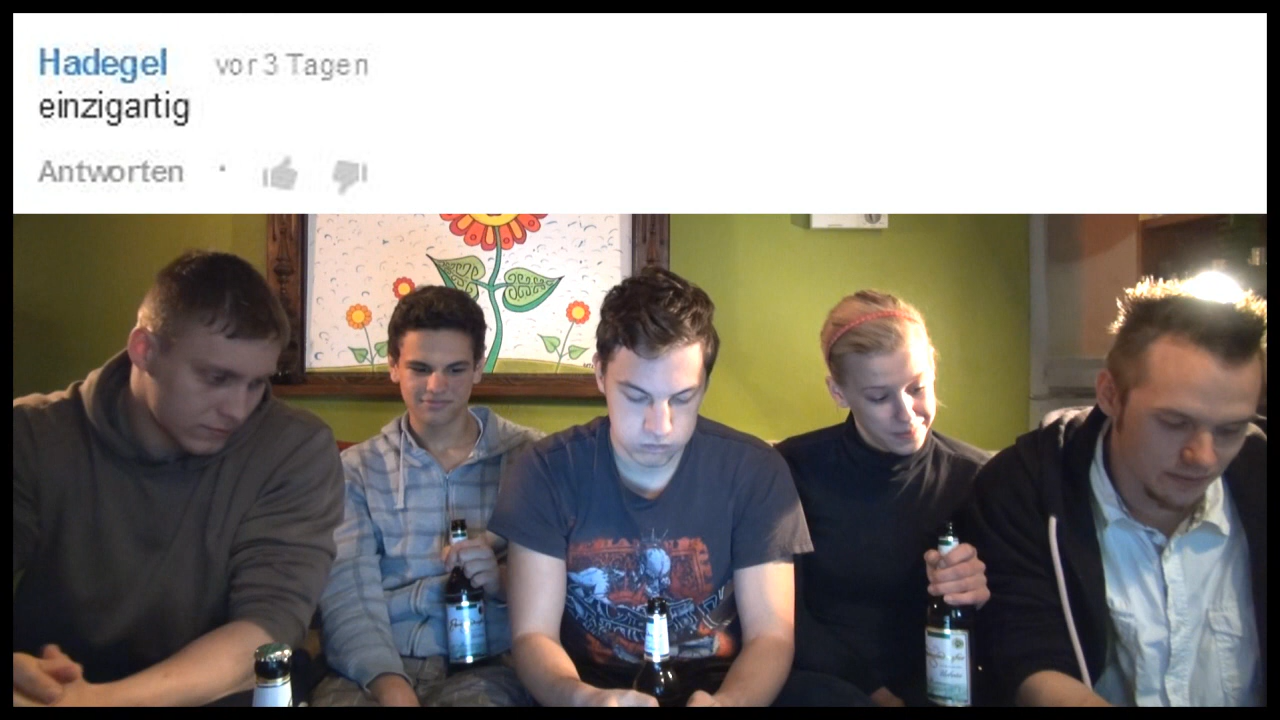 Hadegel vor 3 Tagen
einzigartig
Antworten ·